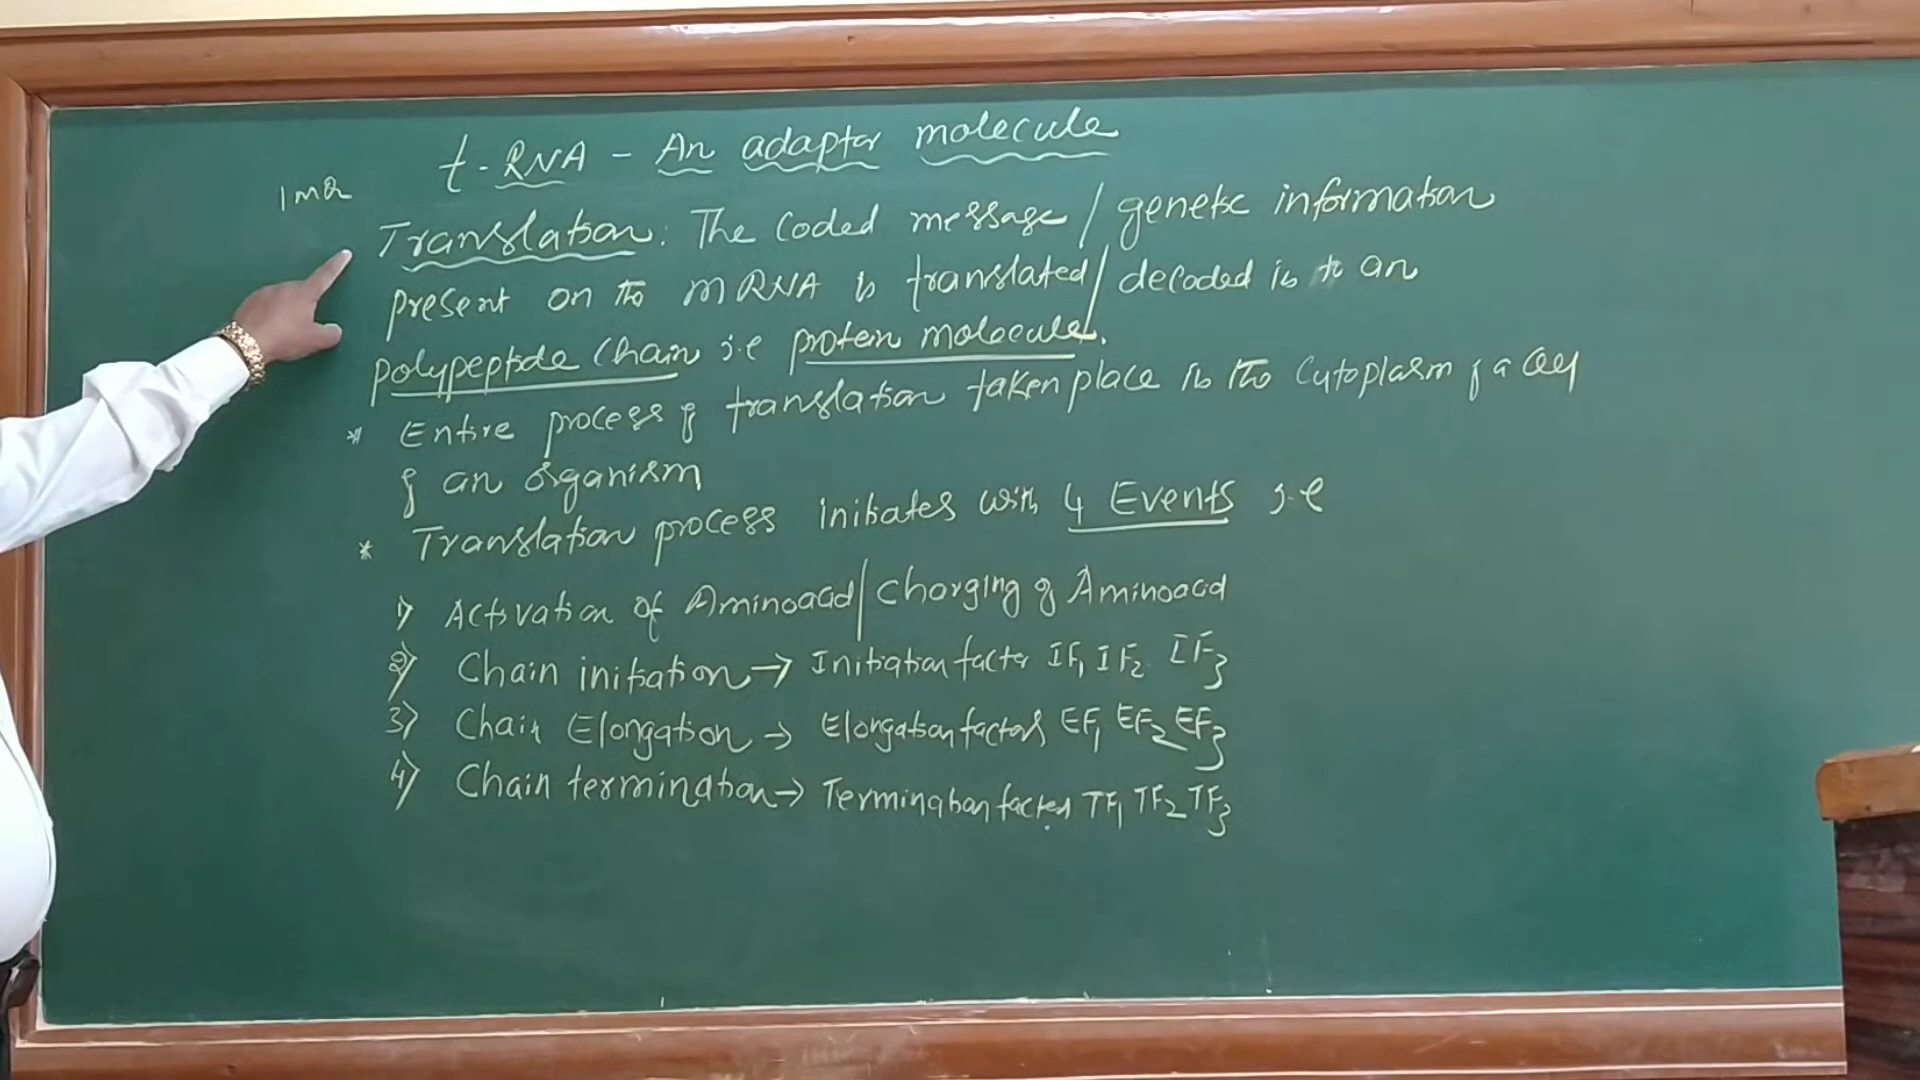 t-RNA - An adapter molecule
1mQ
Translation: The Coded message / genetic information
present on the mRNA is translated / decoded in to an
polypeptide Chain i.e protein molecule.
* Entire process of translation taken place in the Cytoplasm of a Cell
of an organism
* Translation process initiates with 4 Events i.e
1) Activation of Aminoacid / Charging of Aminoacid
2) Chain initiation → Initiation factor IF1 IF2 IF3
3) Chain Elongation → Elongation factors EF1 EF2 EF3
4) Chain termination → Termination factors TF1 TF2 TF3